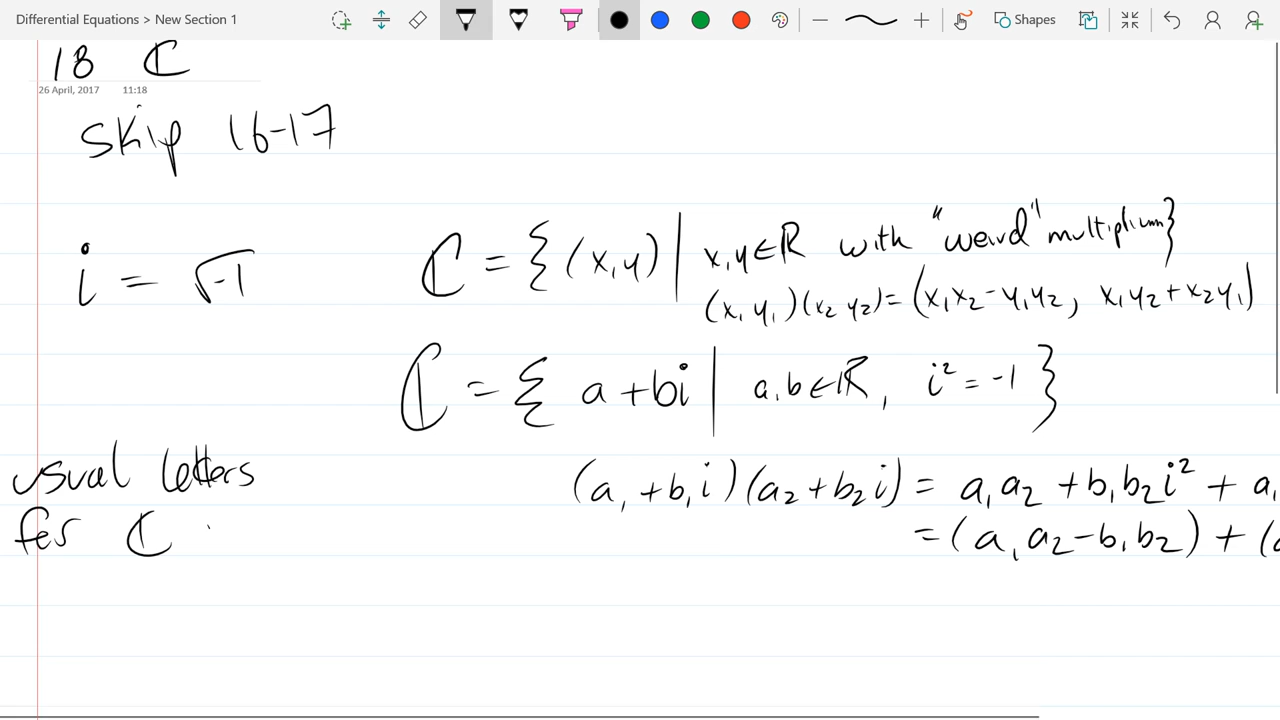 Differential Equations > New Section 1
Shapes
18 ℂ
26 April, 2017 11:18
skip 16-17
i = √-1
ℂ = {(x,y) | x,y ∈ ℝ with "weird"
(x₁ y₁)(x₂ y₂) = (x₁x₂ - y₁y₂, x₁y₂ + x₂y₁)
ℂ = { a + bi | a,b ∈ ℝ, i² = -1 }
usual letters
for ℂ
(a₁ + b₁i)(a₂ + b₂i) = a₁a₂ + b₁b₂i² + a₁
= (a₁a₂ - b₁b₂) + (